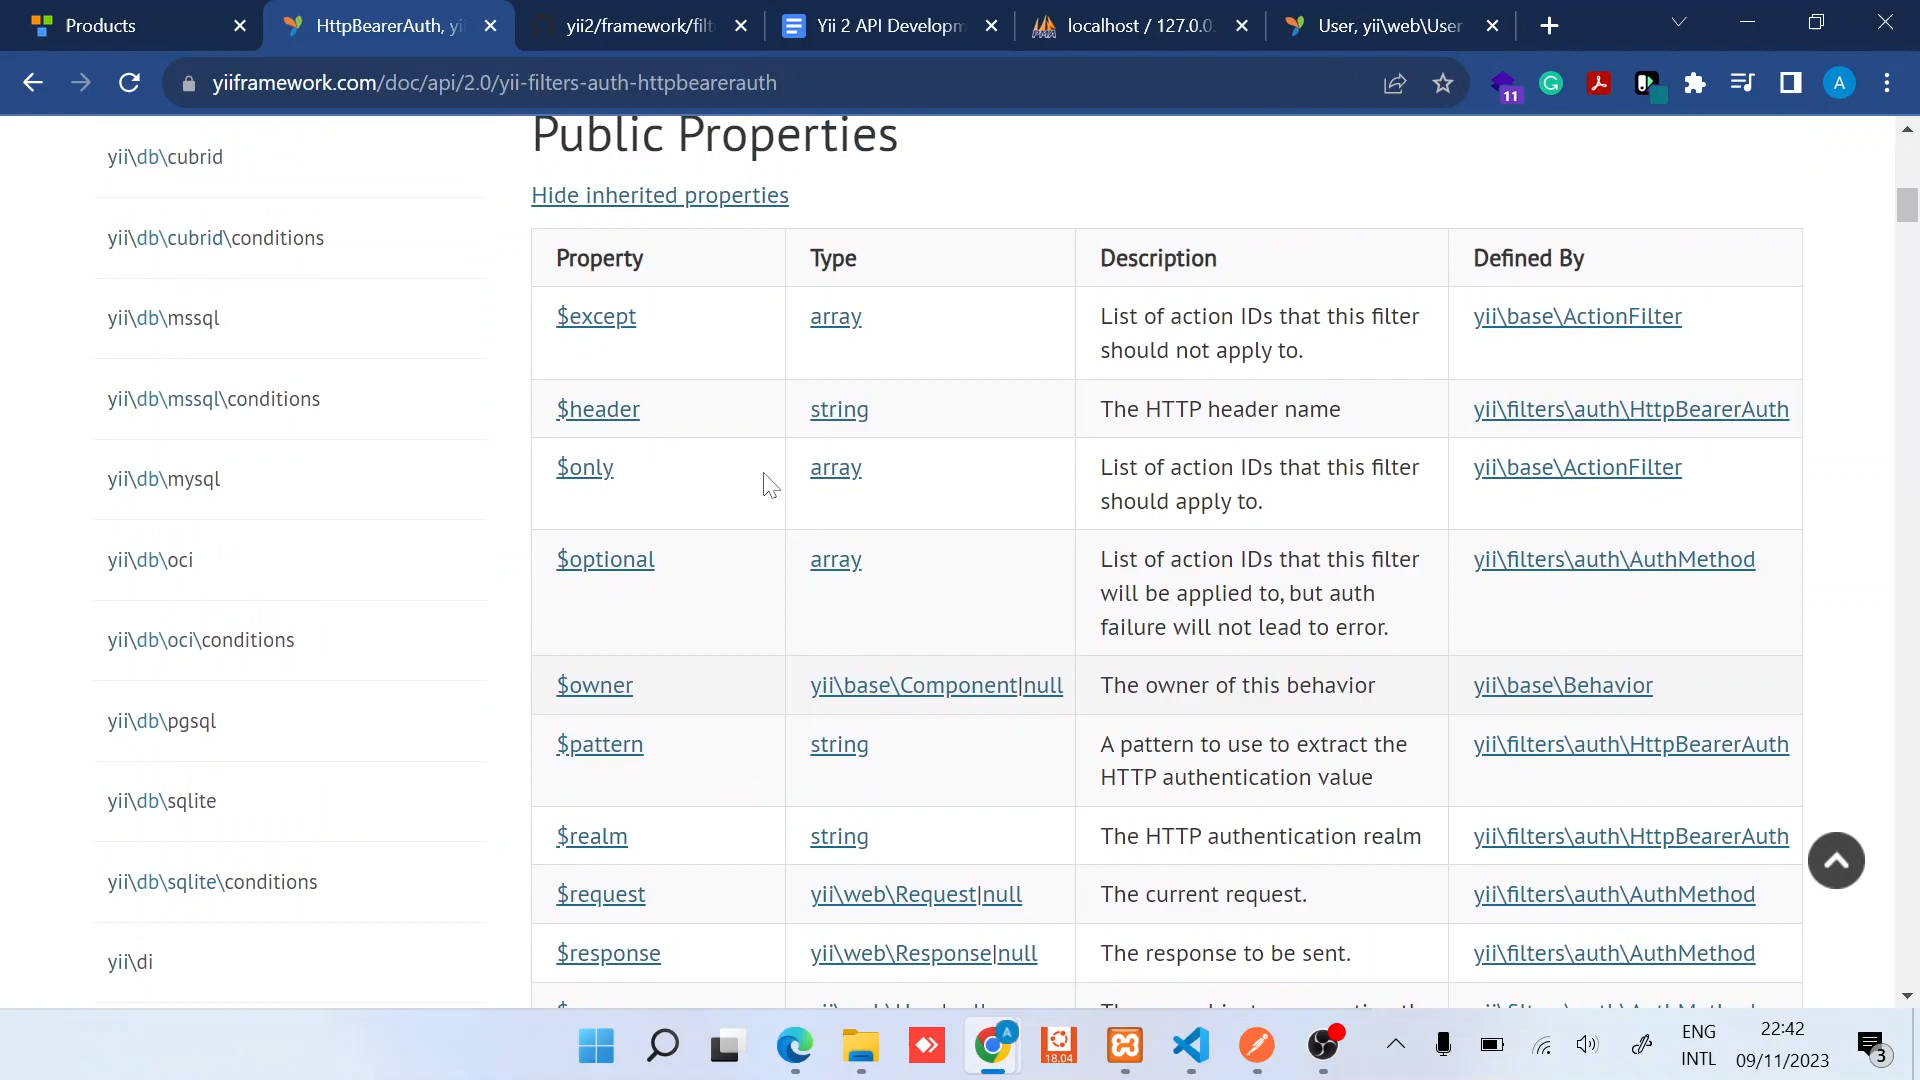 Products
HttpBearerAuth, yii
yii2/framework/filt
Yii 2 API Developm
localhost / 127.0.0.
User, yii\web\User
yiiframework.com/doc/api/2.0/yii-filters-auth-httpbearerauth
11
A
yii\db\cubrid
yii\db\cubrid\conditions
yii\db\mssql
yii\db\mssql\conditions
yii\db\mysql
yii\db\oci
yii\db\oci\conditions
yii\db\pgsql
yii\db\sqlite
yii\db\sqlite\conditions
yii\di
Public Properties
Hide inherited properties
Property Type Description Defined By
$except array List of action IDs that this filter yii\base\ActionFilter
should not apply to.
$header string The HTTP header name yii\filters\auth\HttpBearerAuth
$only array List of action IDs that this filter yii\base\ActionFilter
should apply to.
$optional array List of action IDs that this filter yii\filters\auth\AuthMethod
will be applied to, but auth
failure will not lead to error.
$owner yii\base\Component|null The owner of this behavior yii\base\Behavior
$pattern string A pattern to use to extract the yii\filters\auth\HttpBearerAuth
HTTP authentication value
$realm string The HTTP authentication realm yii\filters\auth\HttpBearerAuth
$request yii\web\Request|null The current request. yii\filters\auth\AuthMethod
$response yii\web\Response|null The response to be sent. yii\filters\auth\AuthMethod
A
18.04
ENG
INTL
22:42
09/11/2023
3